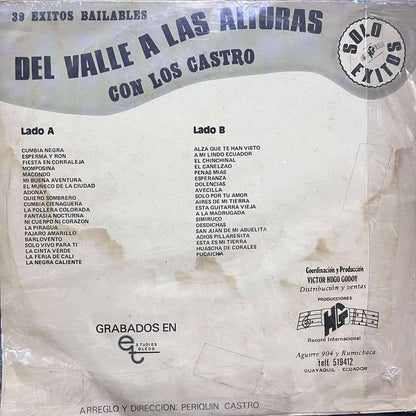 39 EXITOS BAILABLES
DEL VALLE A LAS ALTURAS
CON LOS CASTRO
SOLO
EXITOS
Lado A
CUMBIA NEGRA
ESPERMA Y RON
FIESTA EN CORRALEJA
MOMPOSINA
MACONDO
MI BUENA AVENTURA
EL MUÑECO DE LA CIUDAD
ADONAY
QUIERO SOMBRERO
CUMBIA CIENAGUERA
LA POLLERA COLORADA
FANTASIA NOCTURNA
NI CUERPO NI CORAZON
LA PIRAGUA
PAJARO AMARILLO
BARLOVENTO
SOLO VIVO PARA TI
LA CINTA VERDE
LA FERIA DE CALI
LA NEGRA CALIENTE
Lado B
ALZA QUE TE HAN VISTO
A MI LINDO ECUADOR
EL CHINCHINAL
EL CANELZAO
PENAS MIAS
ESPERANZA
DOLENCIAS
AVECILLA
SOLO POR TU AMOR
AIRES DE MI TIERRA
ESTA GUITARRA VIEJA
A LA MADRUGADA
SIMIRUCO
DESDICHAS
SAN JUAN DE MI ABUELITA
ADIOS PILLAREÑITA
ESTA ES MI TIERRA
HUASCHA DE CORALES
PUDAICHA
Coordinación y Producción
VICTOR HUGO GODOY
Distribución y ventas
PRODUCCIONES
HG
Record Internacional
Aguirre 904 y Rumichaca
telf. 519412
GUAYAQUIL - ECUADOR
GRABADOS EN
ESTUDIOS
TOLEDO
ARREGLO Y DIRECCION: PERIQUIN CASTRO